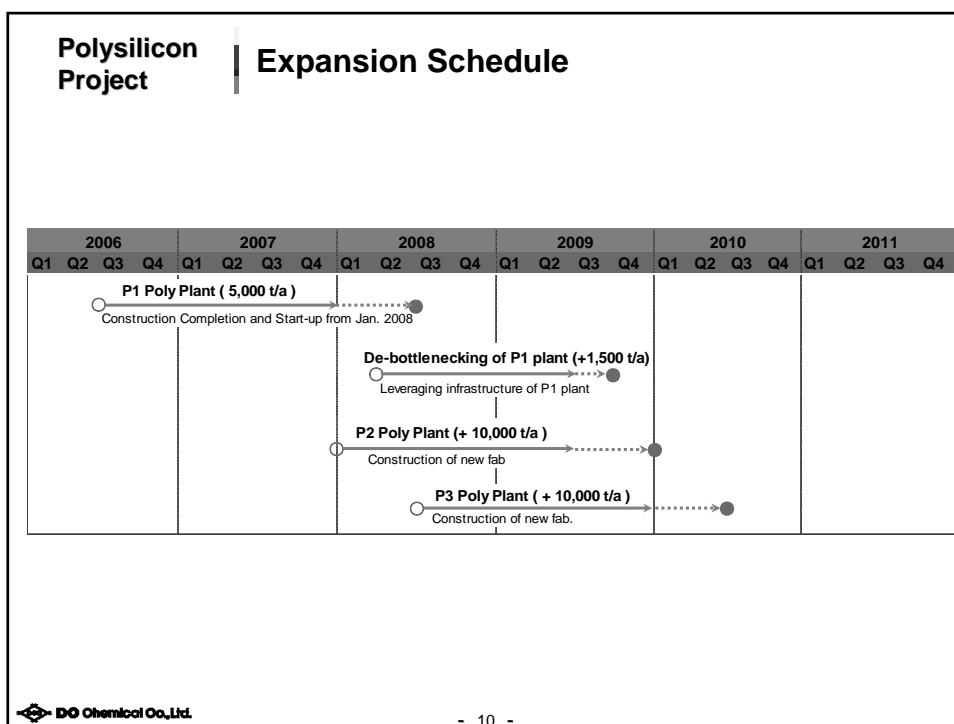 Polysilicon
Project
Expansion Schedule
2006 2007 2008 2009 2010 2011
Q1 Q2 Q3 Q4 Q1 Q2 Q3 Q4 Q1 Q2 Q3 Q4 Q1 Q2 Q3 Q4 Q1 Q2 Q3 Q4 Q1 Q2 Q3 Q4
P1 Poly Plant ( 5,000 t/a )
Construction Completion and Start-up from Jan. 2008
De-bottlenecking of P1 plant (+1,500 t/a)
Leveraging infrastructure of P1 plant
P2 Poly Plant (+ 10,000 t/a )
Construction of new fab
P3 Poly Plant ( + 10,000 t/a )
Construction of new fab.
DC Chemical Co.,Ltd.
- 10 -